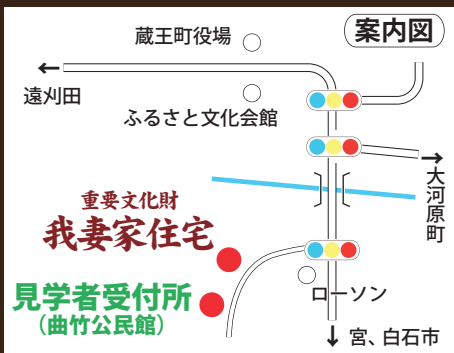 案内図
蔵王町役場
遠刈田
ふるさと文化会館
大河原町
重要文化財
我妻家住宅
見学者受付所
(曲竹公民館)
ローソン
宮、白石市